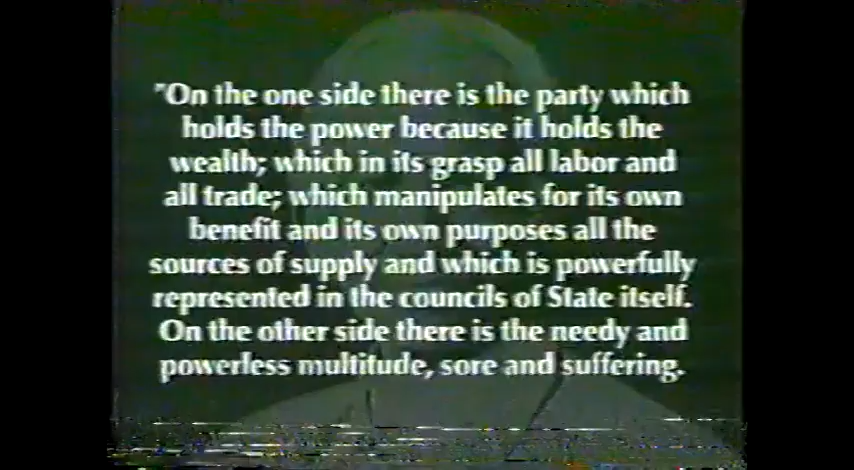 "On the one side there is the party which
holds the power because it holds the
wealth; which in its grasp all labor and
all trade; which manipulates for its own
benefit and its own purposes all the
sources of supply and which is powerfully
represented in the councils of State itself.
On the other side there is the needy and
powerless multitude, sore and suffering.